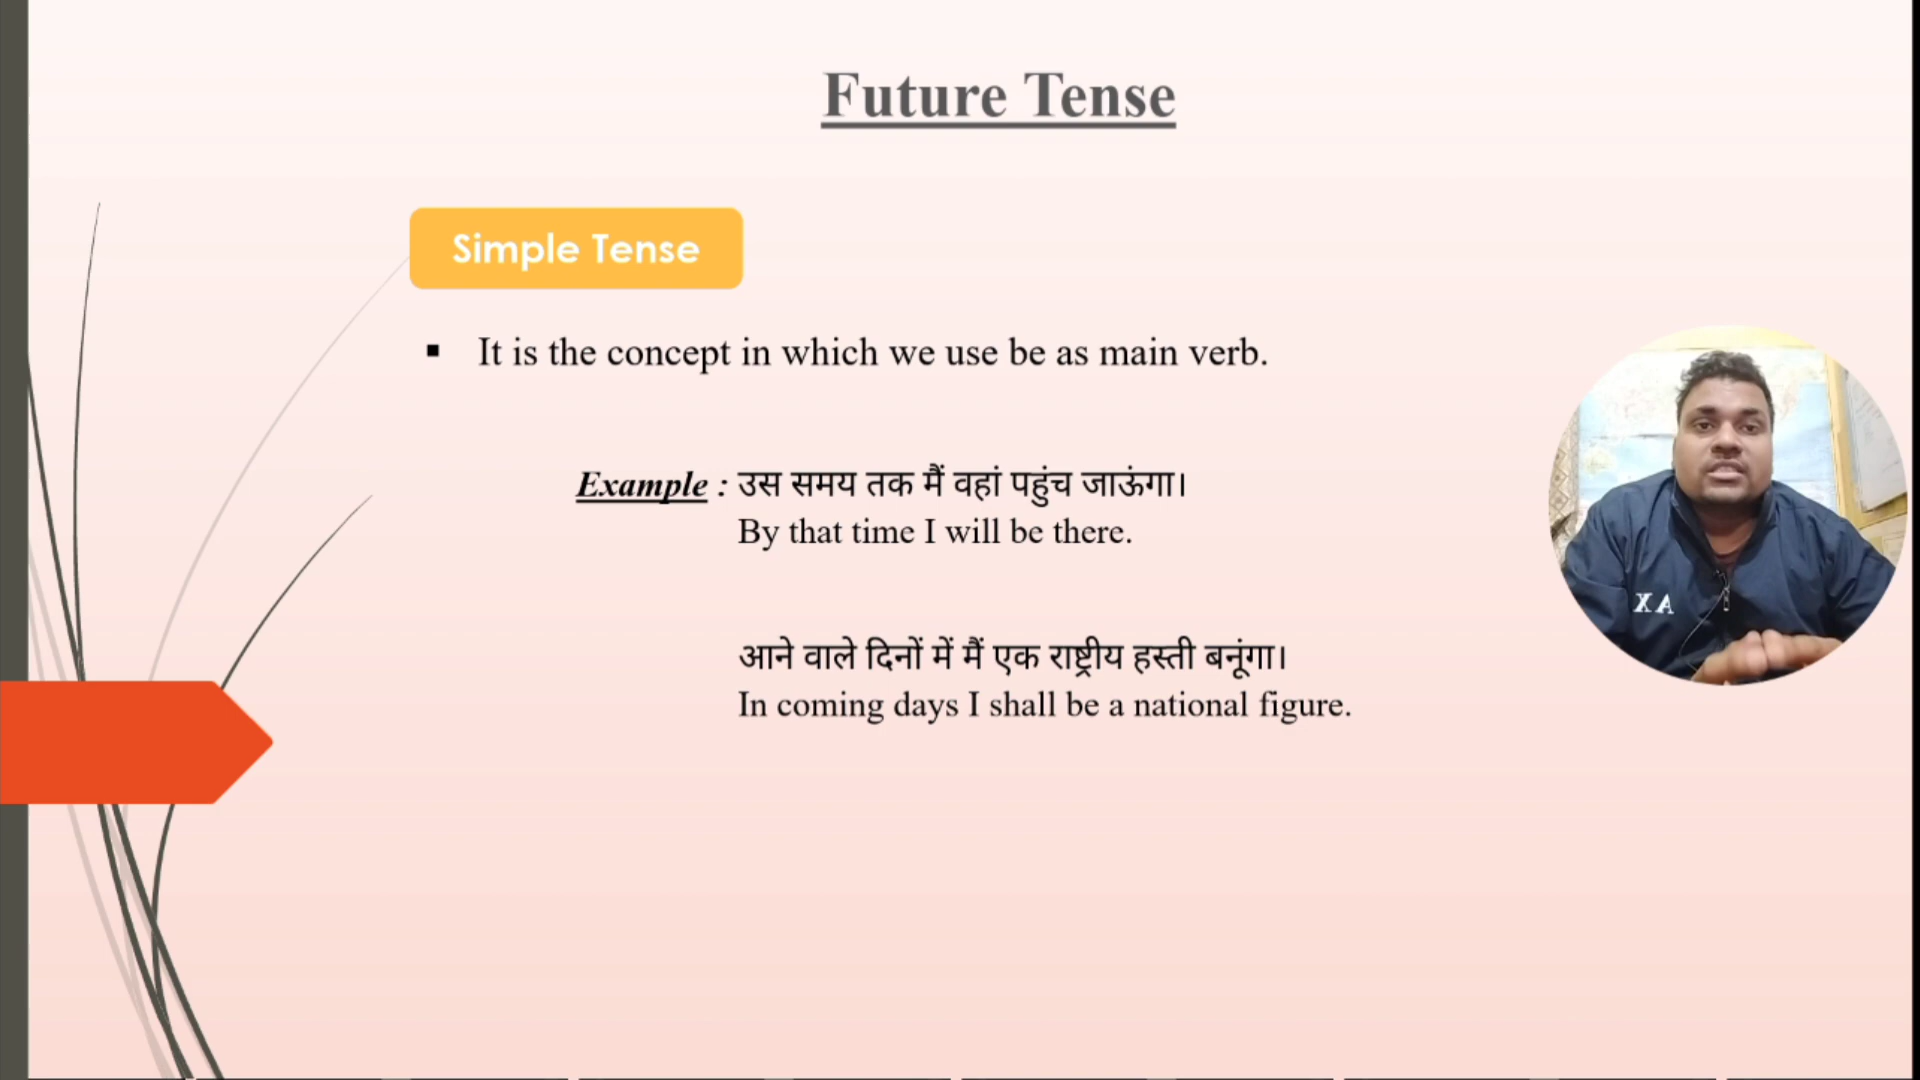 Future Tense
Simple Tense
▪ It is the concept in which we use be as main verb.
Example : उस समय तक मैं वहां पहुंच जाऊंगा।
By that time I will be there.
आने वाले दिनों में मैं एक राष्ट्रीय हस्ती बनूंगा।
In coming days I shall be a national figure.
X A